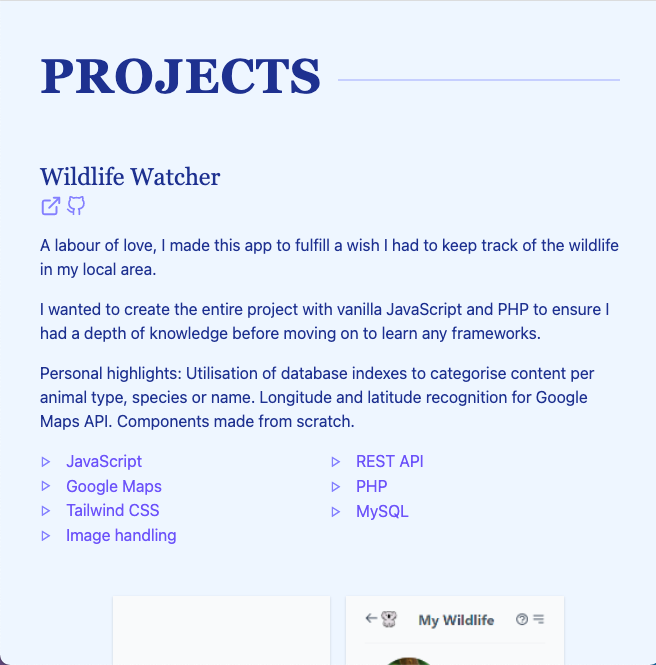 PROJECTS
Wildlife Watcher
A labour of love, I made this app to fulfill a wish I had to keep track of the wildlife
in my local area.
I wanted to create the entire project with vanilla JavaScript and PHP to ensure I
had a depth of knowledge before moving on to learn any frameworks.
Personal highlights: Utilisation of database indexes to categorise content per
animal type, species or name. Longitude and latitude recognition for Google
Maps API. Components made from scratch.
JavaScript
Google Maps
Tailwind CSS
Image handling
REST API
PHP
MySQL
My Wildlife